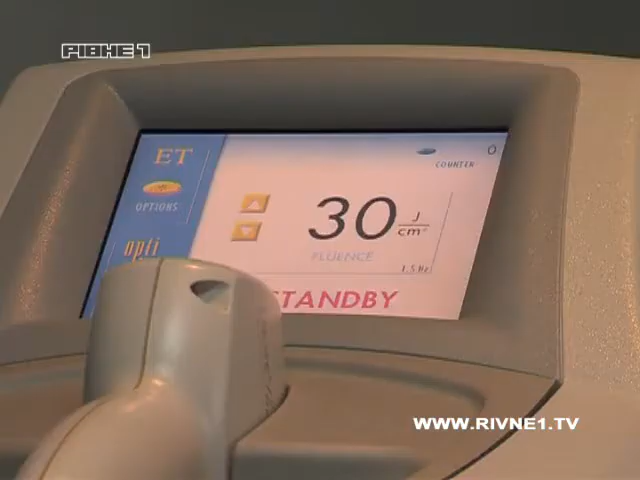 РІВНЕ 1
ET
0
COUNTER
OPTIONS
30 J/cm²
FLUENCE
opti
1.5 Hz
STANDBY
WWW.RIVNE1.TV